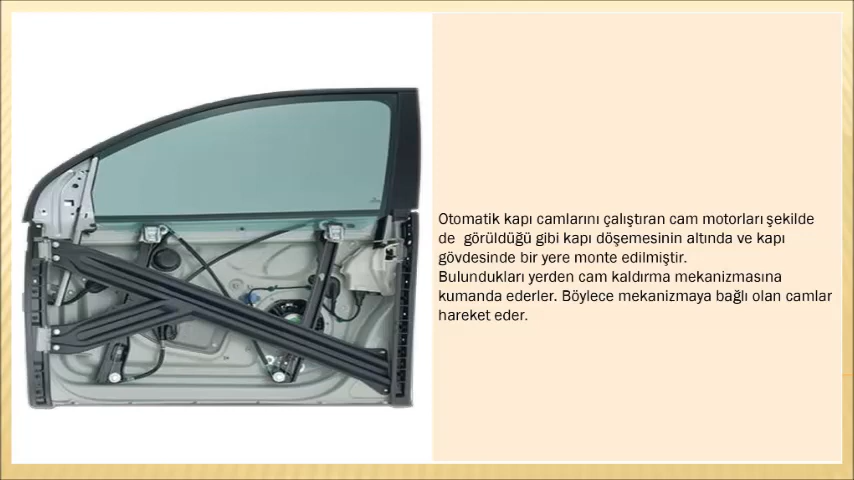 Otomatik kapı camlarını çalıştıran cam motorları şekilde
de  görüldüğü gibi kapı döşemesinin altında ve kapı
gövdesinde bir yere monte edilmiştir.
Bulundukları yerden cam kaldırma mekanizmasına
kumanda ederler. Böylece mekanizmaya bağlı olan camlar
hareket eder.